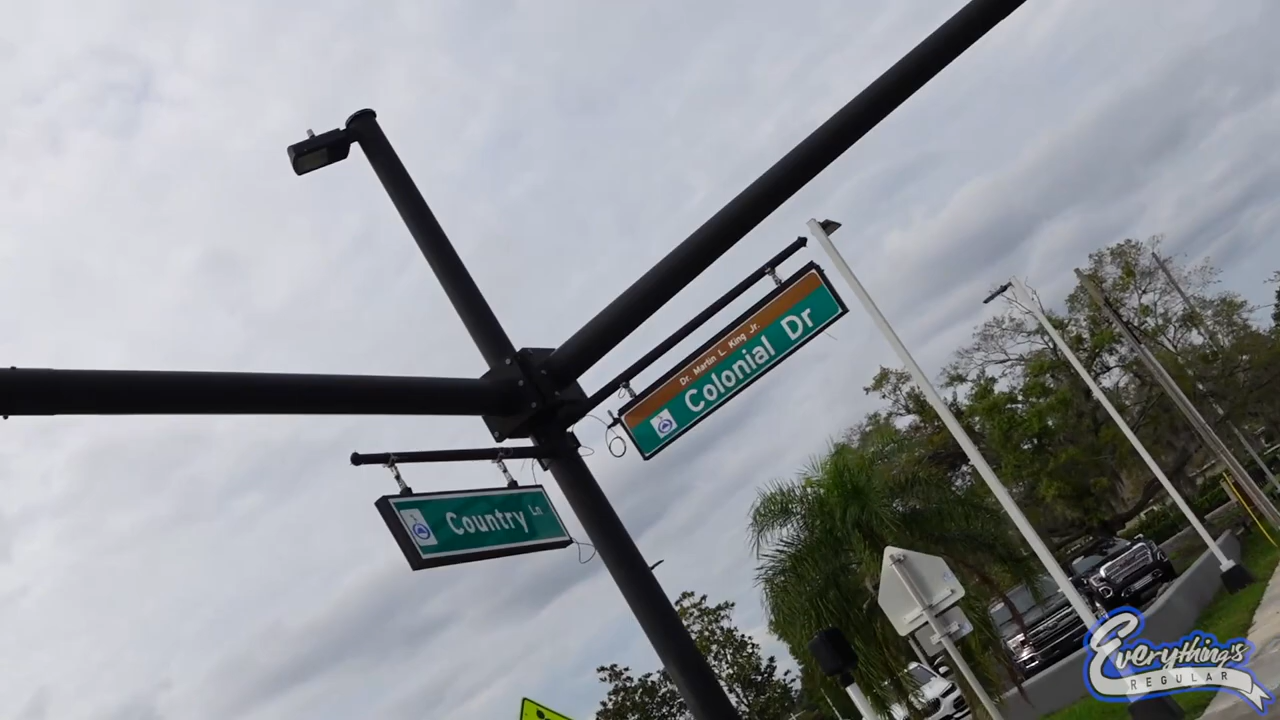 Dr. Martin L. King Jr.
Colonial Dr
Country Ln
Everything's
REGULAR